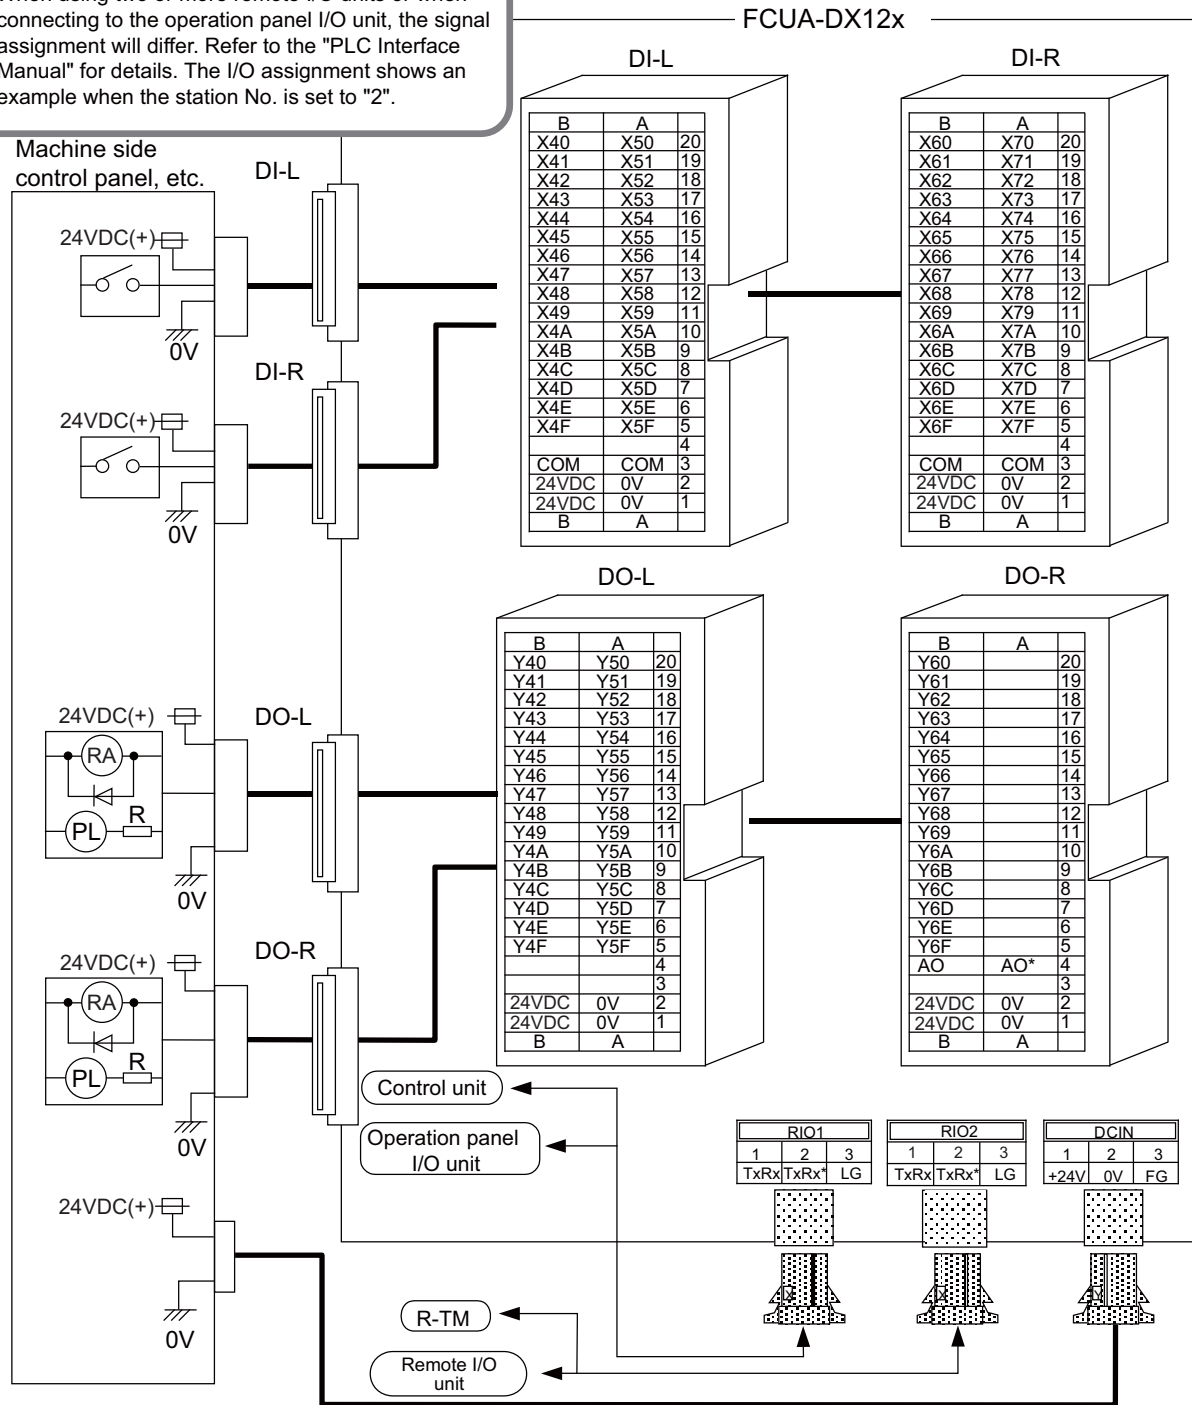 When using two or more remote I/O units or when
connecting to the operation panel I/O unit, the signal
assignment will differ. Refer to the "PLC Interface
Manual" for details. The I/O assignment shows an
example when the station No. is set to "2".
FCUA-DX12x
DI-L
DI-R
B A
X40 X50 20
X41 X51 19
X42 X52 18
X43 X53 17
X44 X54 16
X45 X55 15
X46 X56 14
X47 X57 13
X48 X58 12
X49 X59 11
X4A X5A 10
X4B X5B 9
X4C X5C 8
X4D X5D 7
X4E X5E 6
X4F X5F 5
4
COM COM 3
24VDC 0V 2
24VDC 0V 1
B A
B A
X60 X70 20
X61 X71 19
X62 X72 18
X63 X73 17
X64 X74 16
X65 X75 15
X66 X76 14
X67 X77 13
X68 X78 12
X69 X79 11
X6A X7A 10
X6B X7B 9
X6C X7C 8
X6D X7D 7
X6E X7E 6
X6F X7F 5
4
COM COM 3
24VDC 0V 2
24VDC 0V 1
B A
Machine side
control panel, etc.
DI-L
24VDC(+)
0V
DI-R
24VDC(+)
0V
DO-L
DO-R
B A
Y40 Y50 20
Y41 Y51 19
Y42 Y52 18
Y43 Y53 17
Y44 Y54 16
Y45 Y55 15
Y46 Y56 14
Y47 Y57 13
Y48 Y58 12
Y49 Y59 11
Y4A Y5A 10
Y4B Y5B 9
Y4C Y5C 8
Y4D Y5D 7
Y4E Y5E 6
Y4F Y5F 5
4
3
24VDC 0V 2
24VDC 0V 1
B A
B A
Y60 20
Y61 19
Y62 18
Y63 17
Y64 16
Y65 15
Y66 14
Y67 13
Y68 12
Y69 11
Y6A 10
Y6B 9
Y6C 8
Y6D 7
Y6E 6
Y6F 5
AO AO* 4
3
24VDC 0V 2
24VDC 0V 1
B A
24VDC(+)
DO-L
RA
R
PL
0V
24VDC(+)
DO-R
RA
R
PL
0V
24VDC(+)
0V
Control unit
Operation panel
I/O unit
RIO1
1 2 3
TxRx TxRx* LG
RIO2
1 2 3
TxRx TxRx* LG
DCIN
1 2 3
+24V 0V FG
X
X
Y
R-TM
Remote I/O
unit